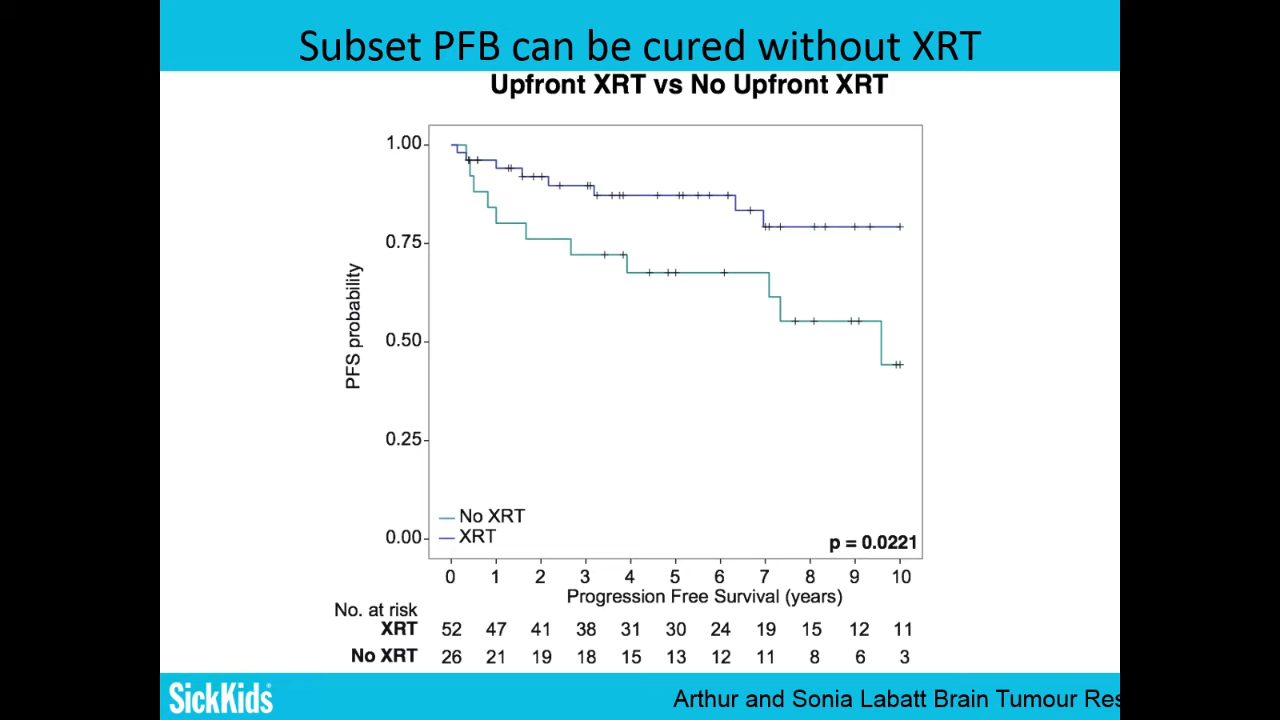 Subset PFB can be cured without XRT
Upfront XRT vs No Upfront XRT
1.00
0.75
0.50
0.25
0.00
PFS probability
No XRT
XRT
p = 0.0221
0 1 2 3 4 5 6 7 8 9 10
Progression Free Survival (years)
No. at risk
XRT 52 47 41 38 31 30 24 19 15 12 11
No XRT 26 21 19 18 15 13 12 11 8 6 3
SickKids
Arthur and Sonia Labatt Brain Tumour Res